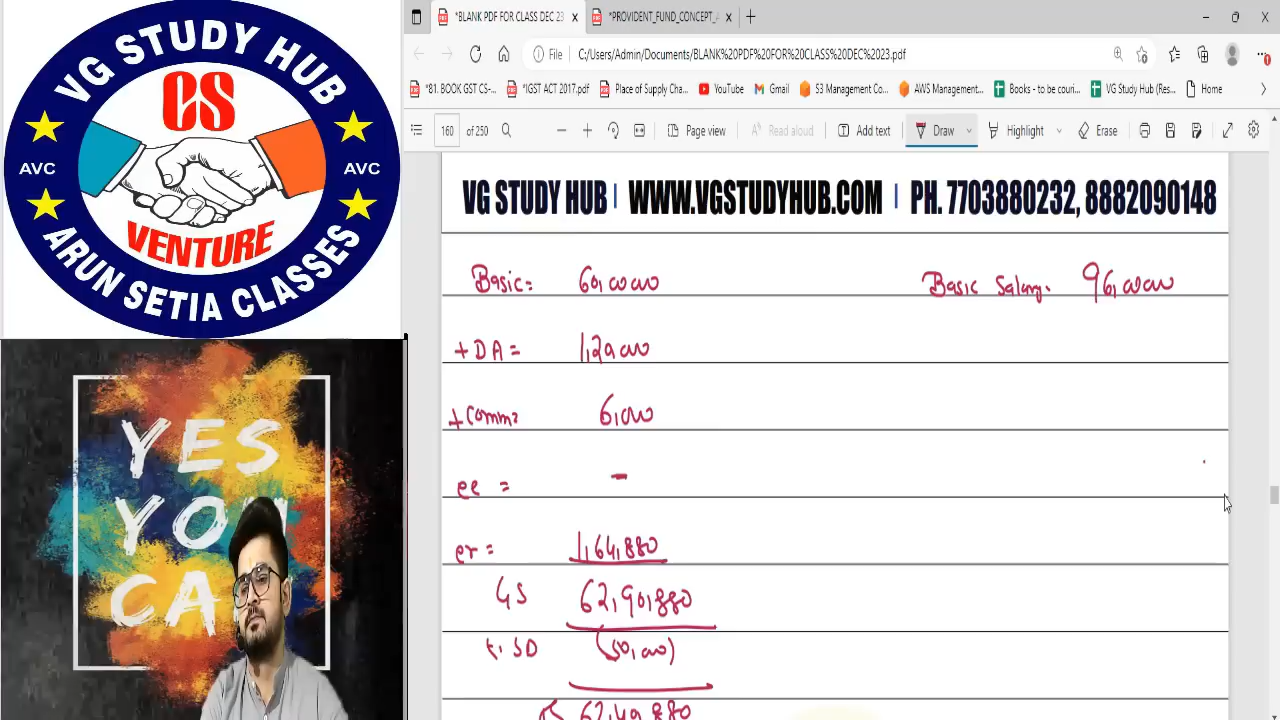 VG STUDY HUB
CS
AVC
AVC
VENTURE
ARUN SETIA CLASSES
YES
YOU
CA
*BLANK PDF FOR CLASS DEC 23
*PROVIDENT_FUND_CONCEPT_
File
C:/Users/Admin/Documents/BLANK%20PDF%20FOR%20CLASS%20DEC%2023.pdf
*81. BOOK GST CS-...
*IGST ACT 2017.pdf
Place of Supply Cha...
YouTube
Gmail
S3 Management Co...
AWS Management...
Books - to be couri...
VG Study Hub (Res...
Home
160 of 250
Page view
Read aloud
Add text
Draw
Highlight
Erase
VG STUDY HUB | WWW.VGSTUDYHUB.COM | PH. 7703880232, 8882090148
Basic = 60,00,000
Basic Salary. 96,00,000
+ DA = 1,20,000
+ Comm= 6,000
ee = -
er = 1,64,880
GS 62,90,880
SD (50,000)
62,40,880